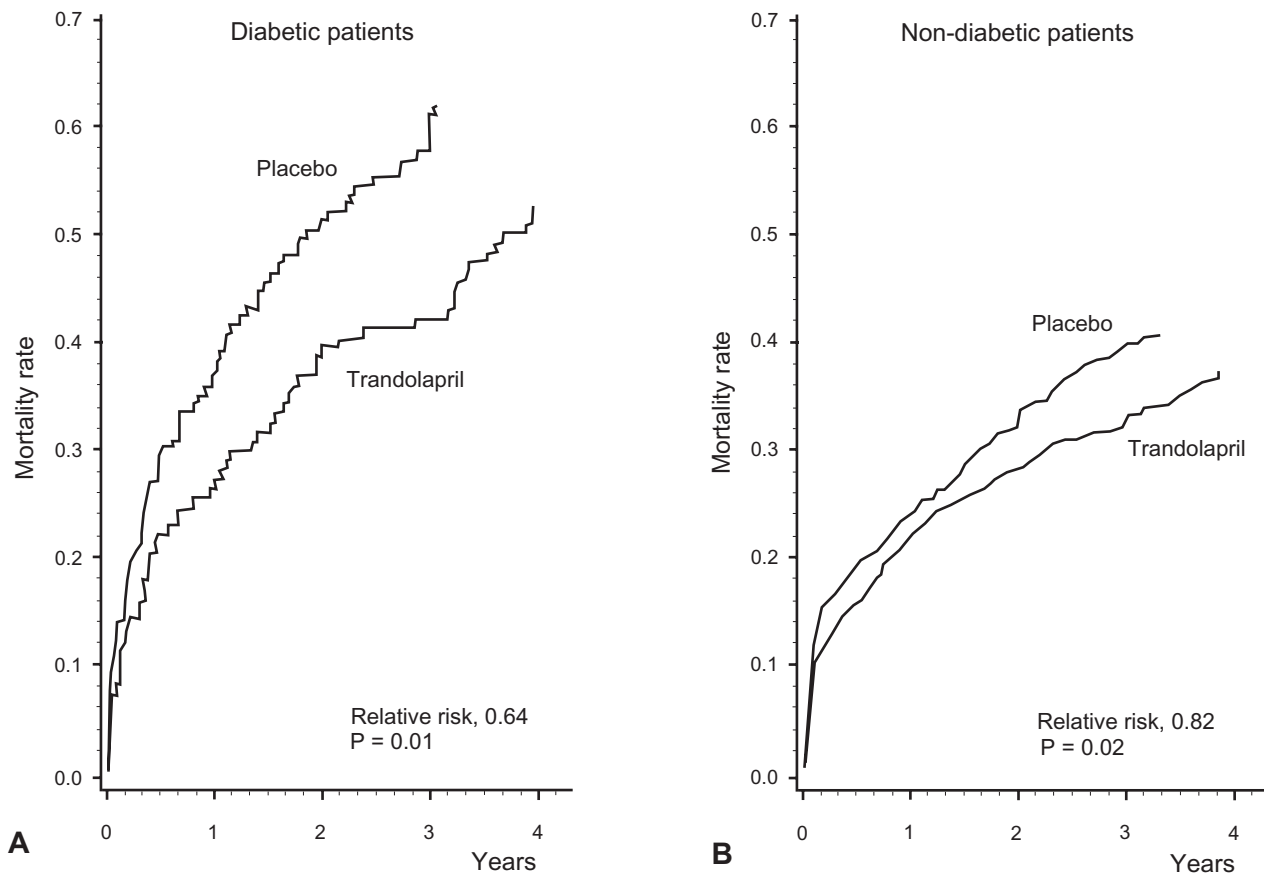 Diabetic patients
0.7
0.6
0.5
0.4
0.3
0.2
0.1
0.0
Mortality rate
Placebo
Trandolapril
Relative risk, 0.64
P = 0.01
0 1 2 3 4
Years
A
Non-diabetic patients
0.7
0.6
0.5
0.4
0.3
0.2
0.1
0.0
Mortality rate
Placebo
Trandolapril
Relative risk, 0.82
P = 0.02
0 1 2 3 4
Years
B